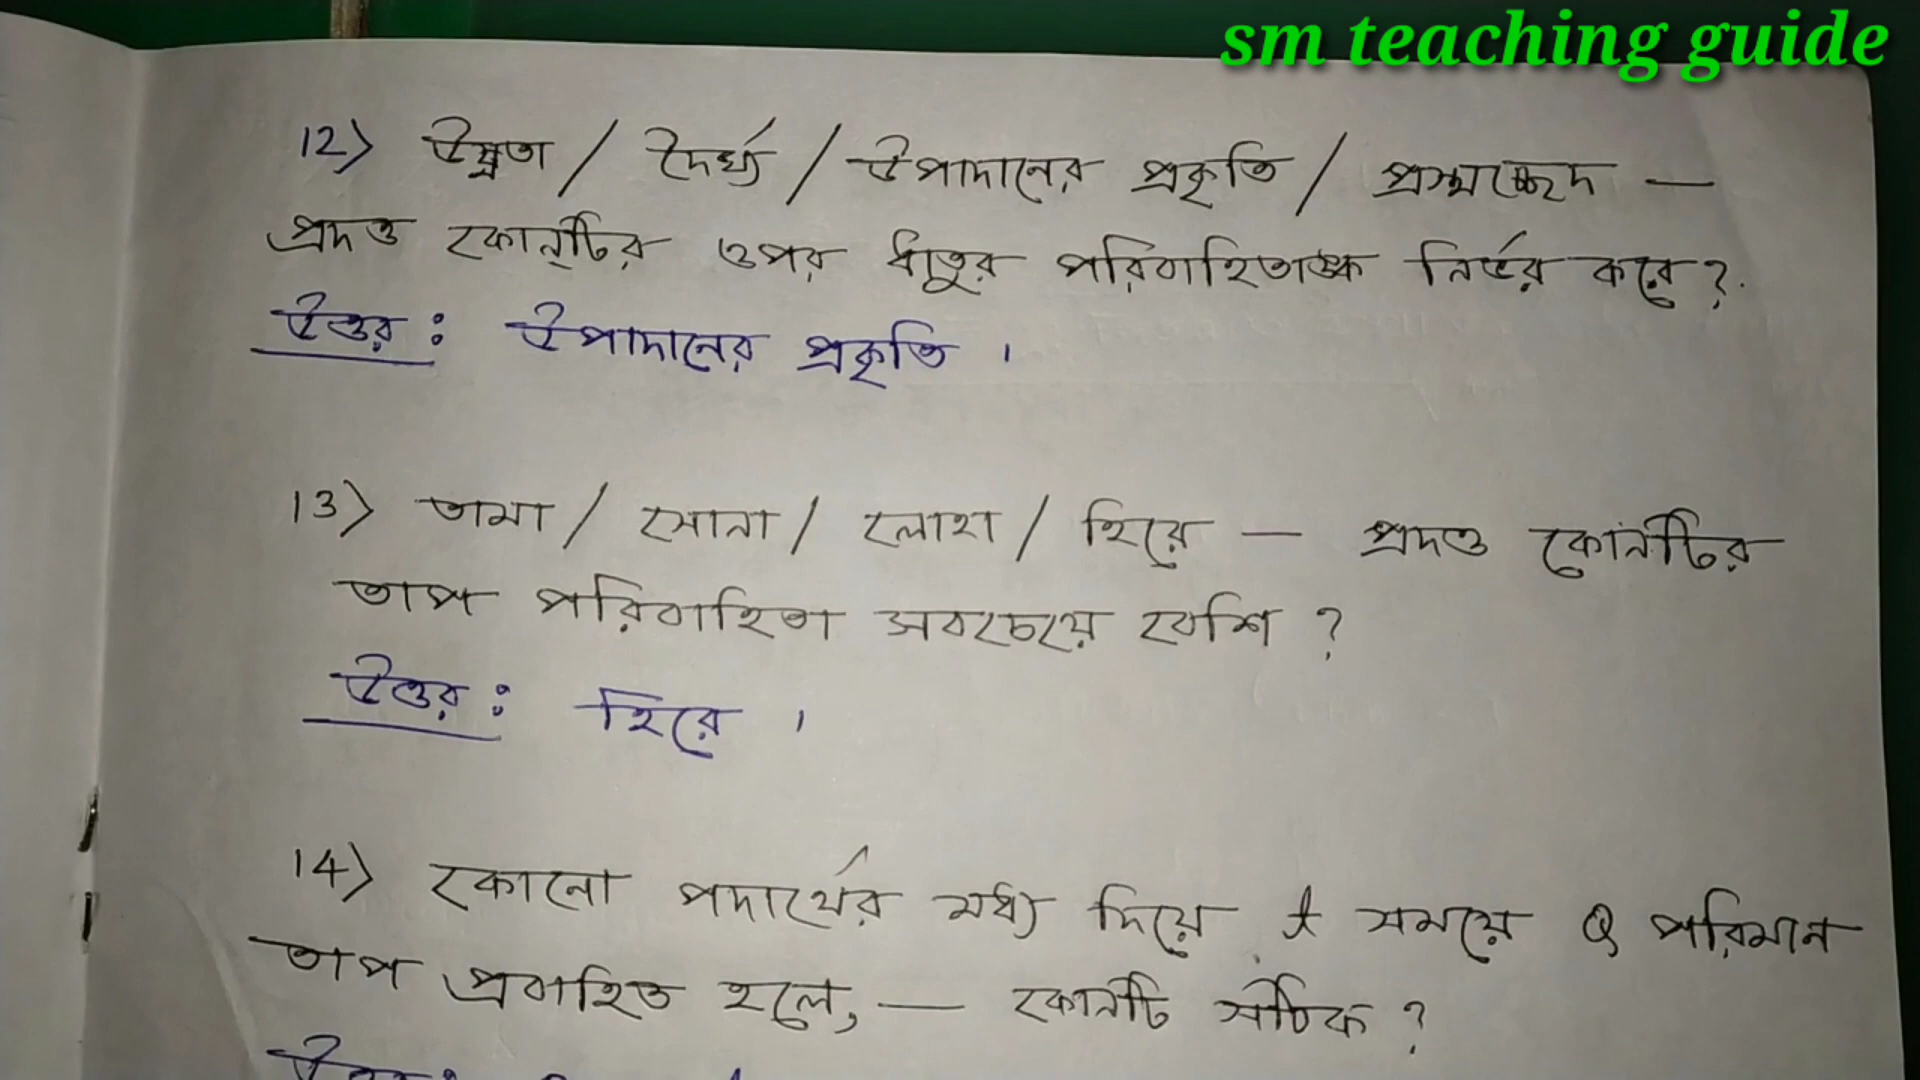 sm teaching guide
12) উষ্ণতা / দৈর্ঘ্য / উপাদানের প্রকৃতি / প্রস্থচ্ছেদ —
প্রদত্ত কোন্‌টির ওপর ধাতুর পরিবাহিতাঙ্ক নির্ভর করে?
উত্তর : উপাদানের প্রকৃতি ।
13) তামা / সোনা / লোহা / হিরে — প্রদত্ত কোনটির
তাপ পরিবাহিতা সবচেয়ে বেশি ?
উত্তর : হিরে ।
14) কোনো পদার্থের মধ্য দিয়ে t সময়ে Q পরিমান
তাপ প্রবাহিত হলে, — কোনটি সঠিক ?